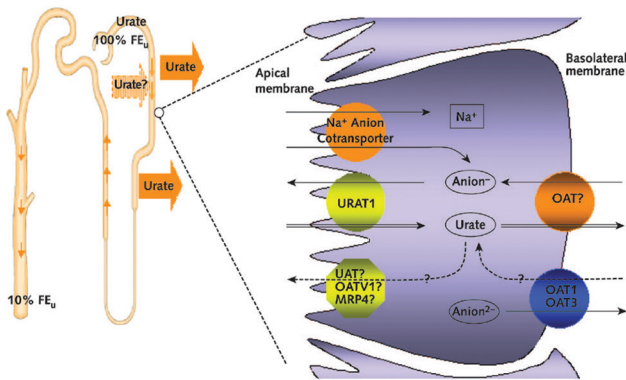 Urate
100% FEu
Urate
Urate?
Urate
10% FEu
Apical
membrane
Basolateral
membrane
Na+ Anion
Cotransporter
Na+
Anion-
URAT1
OAT?
Urate
UAT?
OATV1?
MRP4?
?
?
OAT1
OAT3
Anion2-